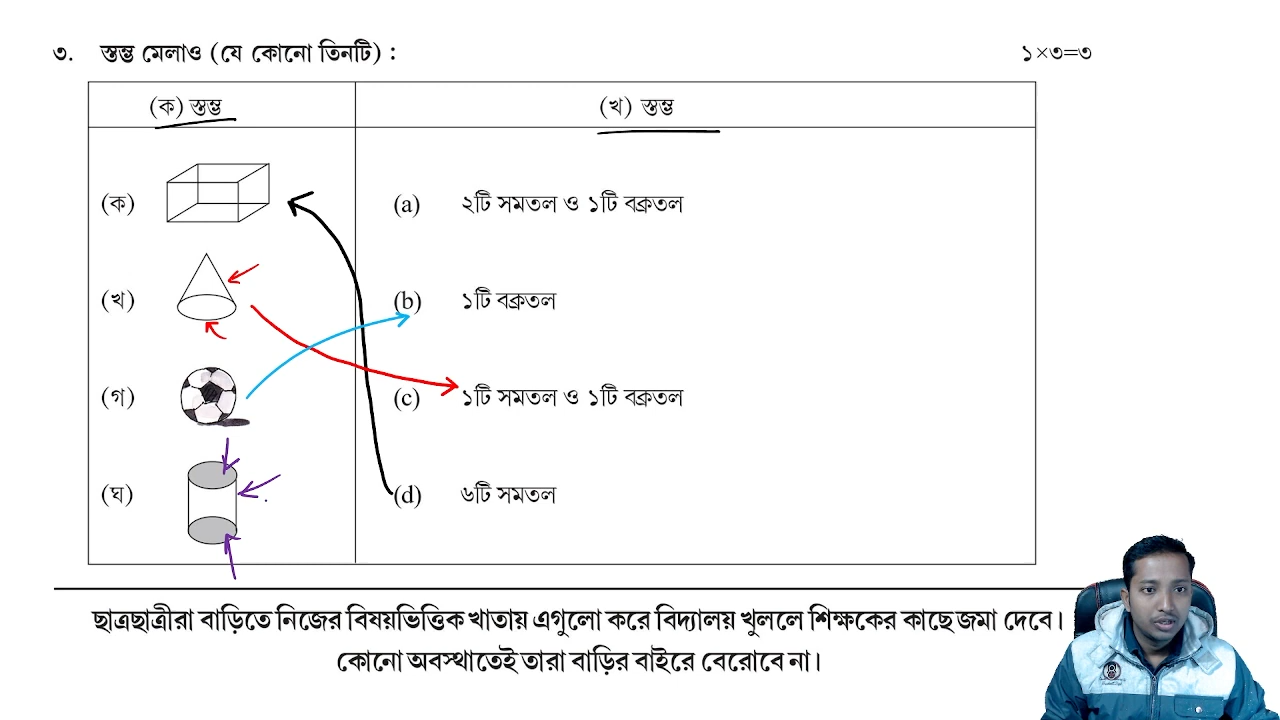 ৩. স্তম্ভ মেলাও (যে কোনো তিনটি) : ১×৩=৩
(ক) স্তম্ভ (খ) স্তম্ভ
(ক) (a) ২টি সমতল ও ১টি বক্রতল
(খ) (b) ১টি বক্রতল
(গ) (c) ১টি সমতল ও ১টি বক্রতল
(ঘ) (d) ৬টি সমতল
ছাত্রছাত্রীরা বাড়িতে নিজের বিষয়ভিত্তিক খাতায় এগুলো করে বিদ্যালয় খুললে শিক্ষকের কাছে জমা দেবে।
কোনো অবস্থাতেই তারা বাড়ির বাইরে বেরোবে না।